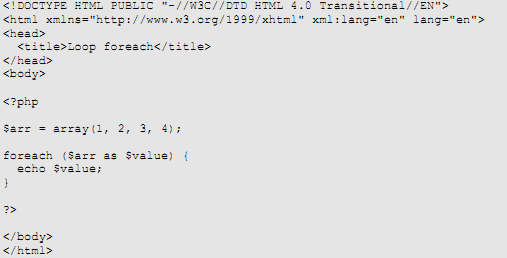 <!DOCTYPE HTML PUBLIC "-//W3C//DTD HTML 4.0 Transitional//EN">
<html xmlns="http://www.w3.org/1999/xhtml" xml:lang="en" lang="en">
<head>
  <title>Loop foreach</title>
</head>
<body>

<?php

$arr = array(1, 2, 3, 4);

foreach ($arr as $value) {
  echo $value;
}

?>

</body>
</html>